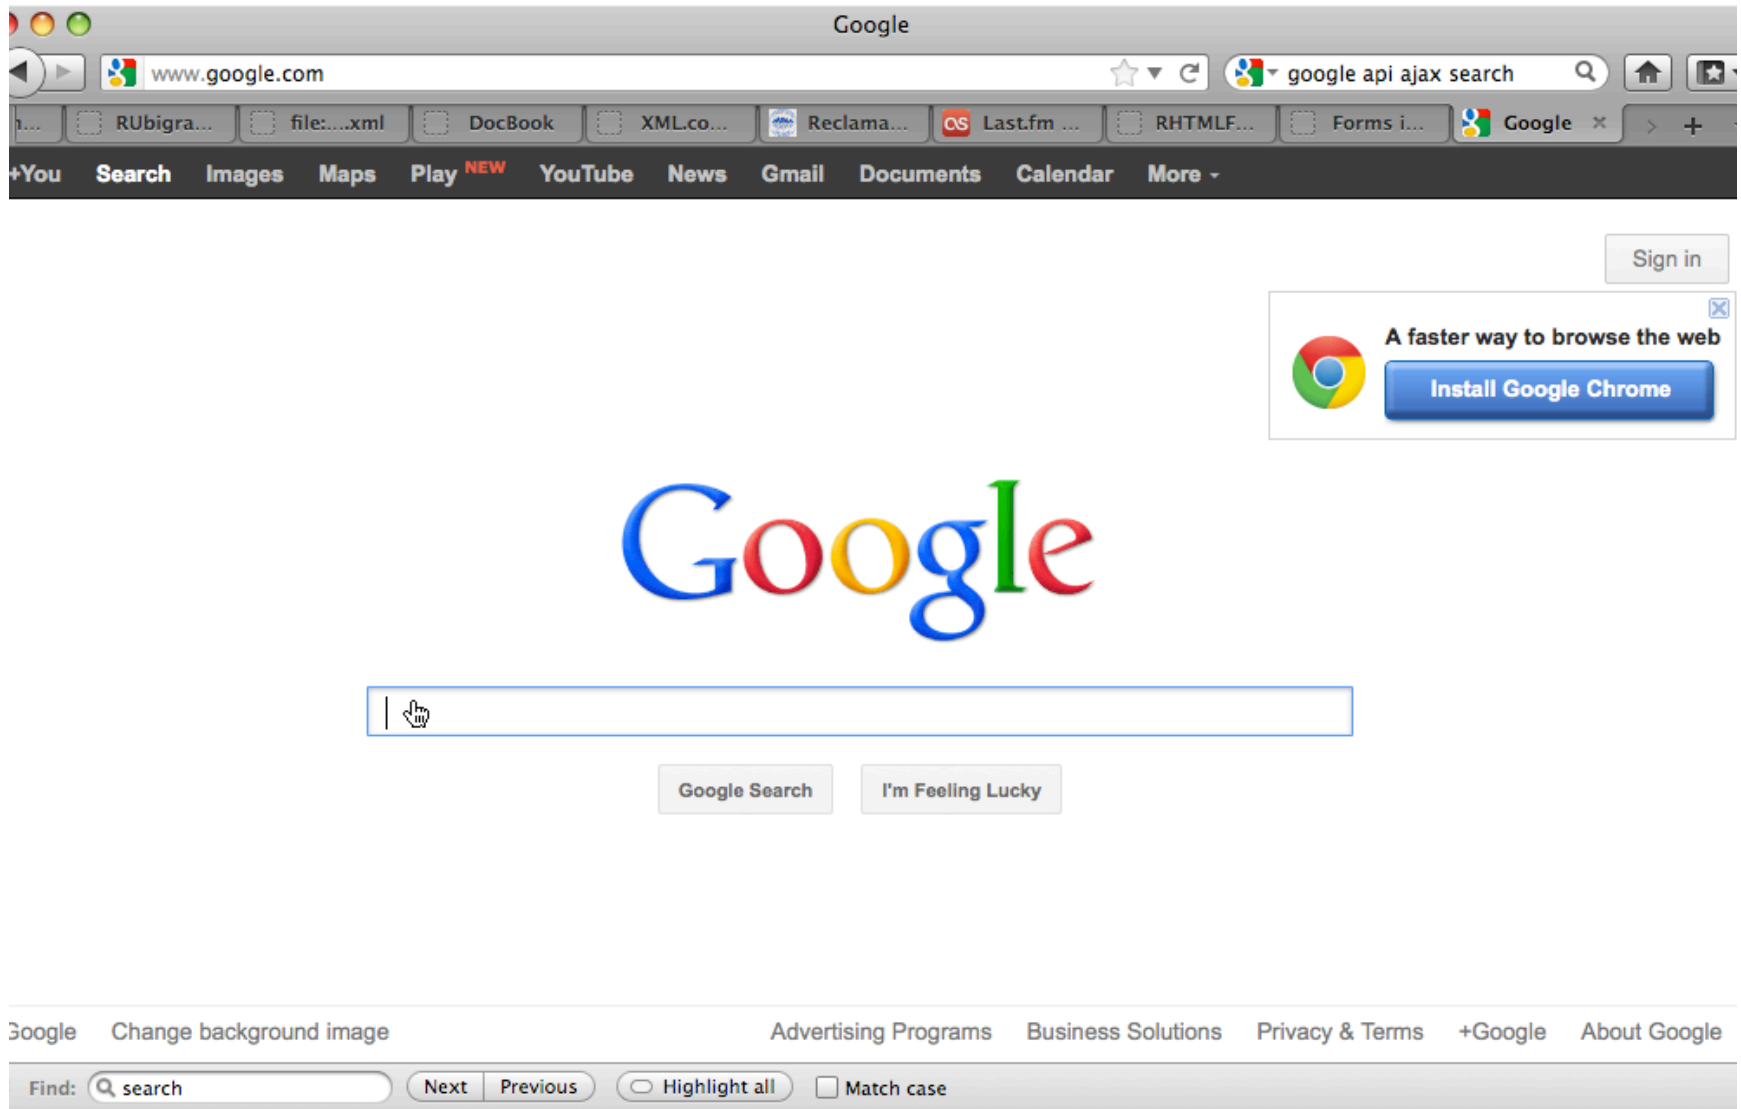 Google
www.google.com
google api ajax search
RUbigra...
file:....xml
DocBook
XML.co...
Reclama...
Last.fm ...
RHTMLF...
Forms i...
Google
+You Search Images Maps Play NEW YouTube News Gmail Documents Calendar More
Sign in
A faster way to browse the web
Install Google Chrome
Google
Google Search
I'm Feeling Lucky
Google Change background image Advertising Programs Business Solutions Privacy & Terms +Google About Google
Find: search Next Previous Highlight all Match case